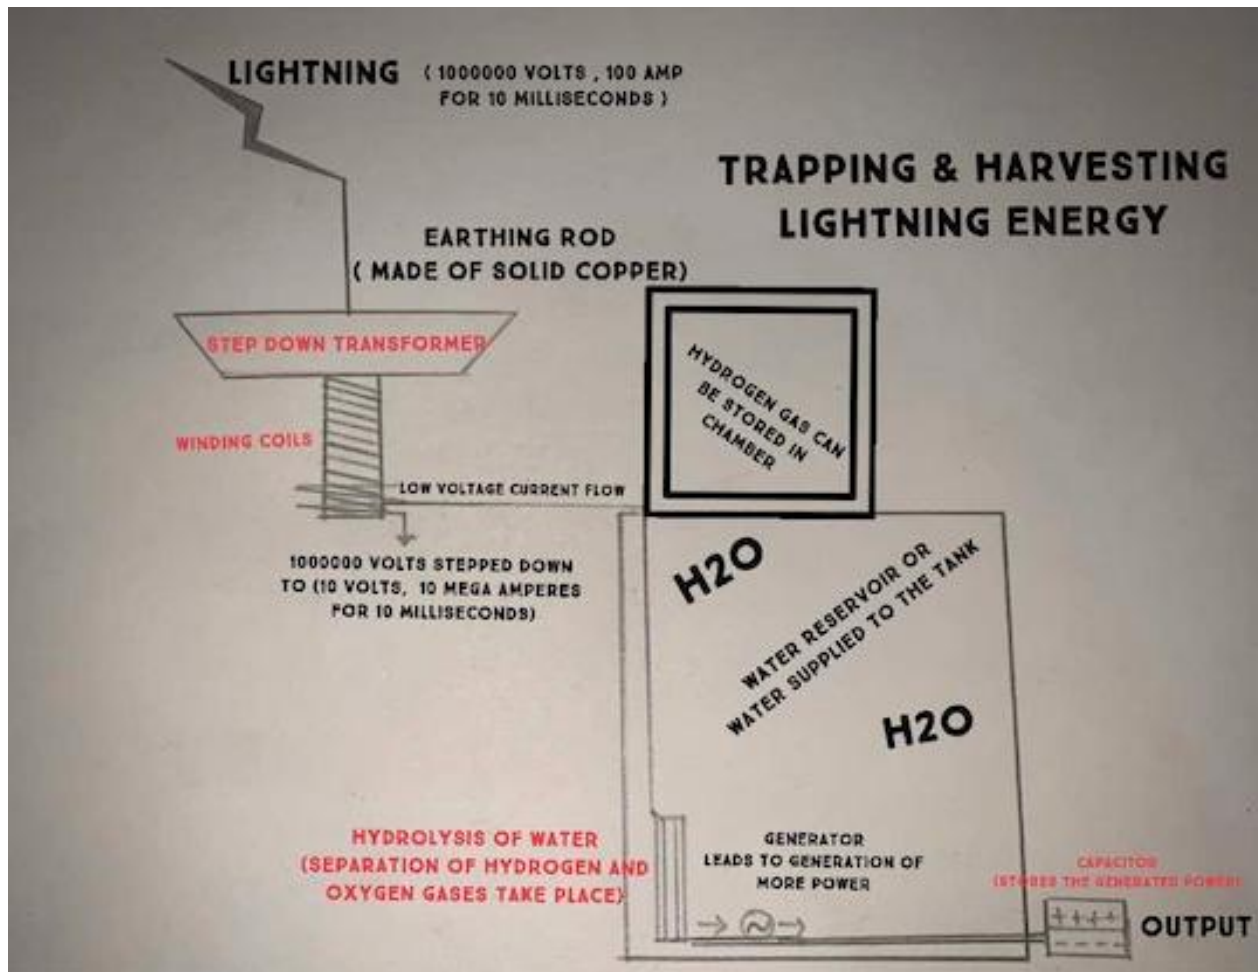 LIGHTNING
( 1000000 VOLTS , 100 AMP
FOR 10 MILLISECONDS )
TRAPPING & HARVESTING
LIGHTNING ENERGY
EARTHING ROD
( MADE OF SOLID COPPER)
STEP DOWN TRANSFORMER
WINDING COILS
LOW VOLTAGE CURRENT FLOW
1000000 VOLTS STEPPED DOWN
TO (10 VOLTS, 10 MEGA AMPERES
FOR 10 MILLISECONDS)
HYDROGEN GAS CAN
BE STORED IN
CHAMBER
H2O
WATER RESERVOIR OR
WATER SUPPLIED TO THE TANK
H2O
HYDROLYSIS OF WATER
(SEPARATION OF HYDROGEN AND
OXYGEN GASES TAKE PLACE)
GENERATOR
LEADS TO GENERATION OF
MORE POWER
CAPACITOR
(STORES THE GENERATED POWER)
OUTPUT